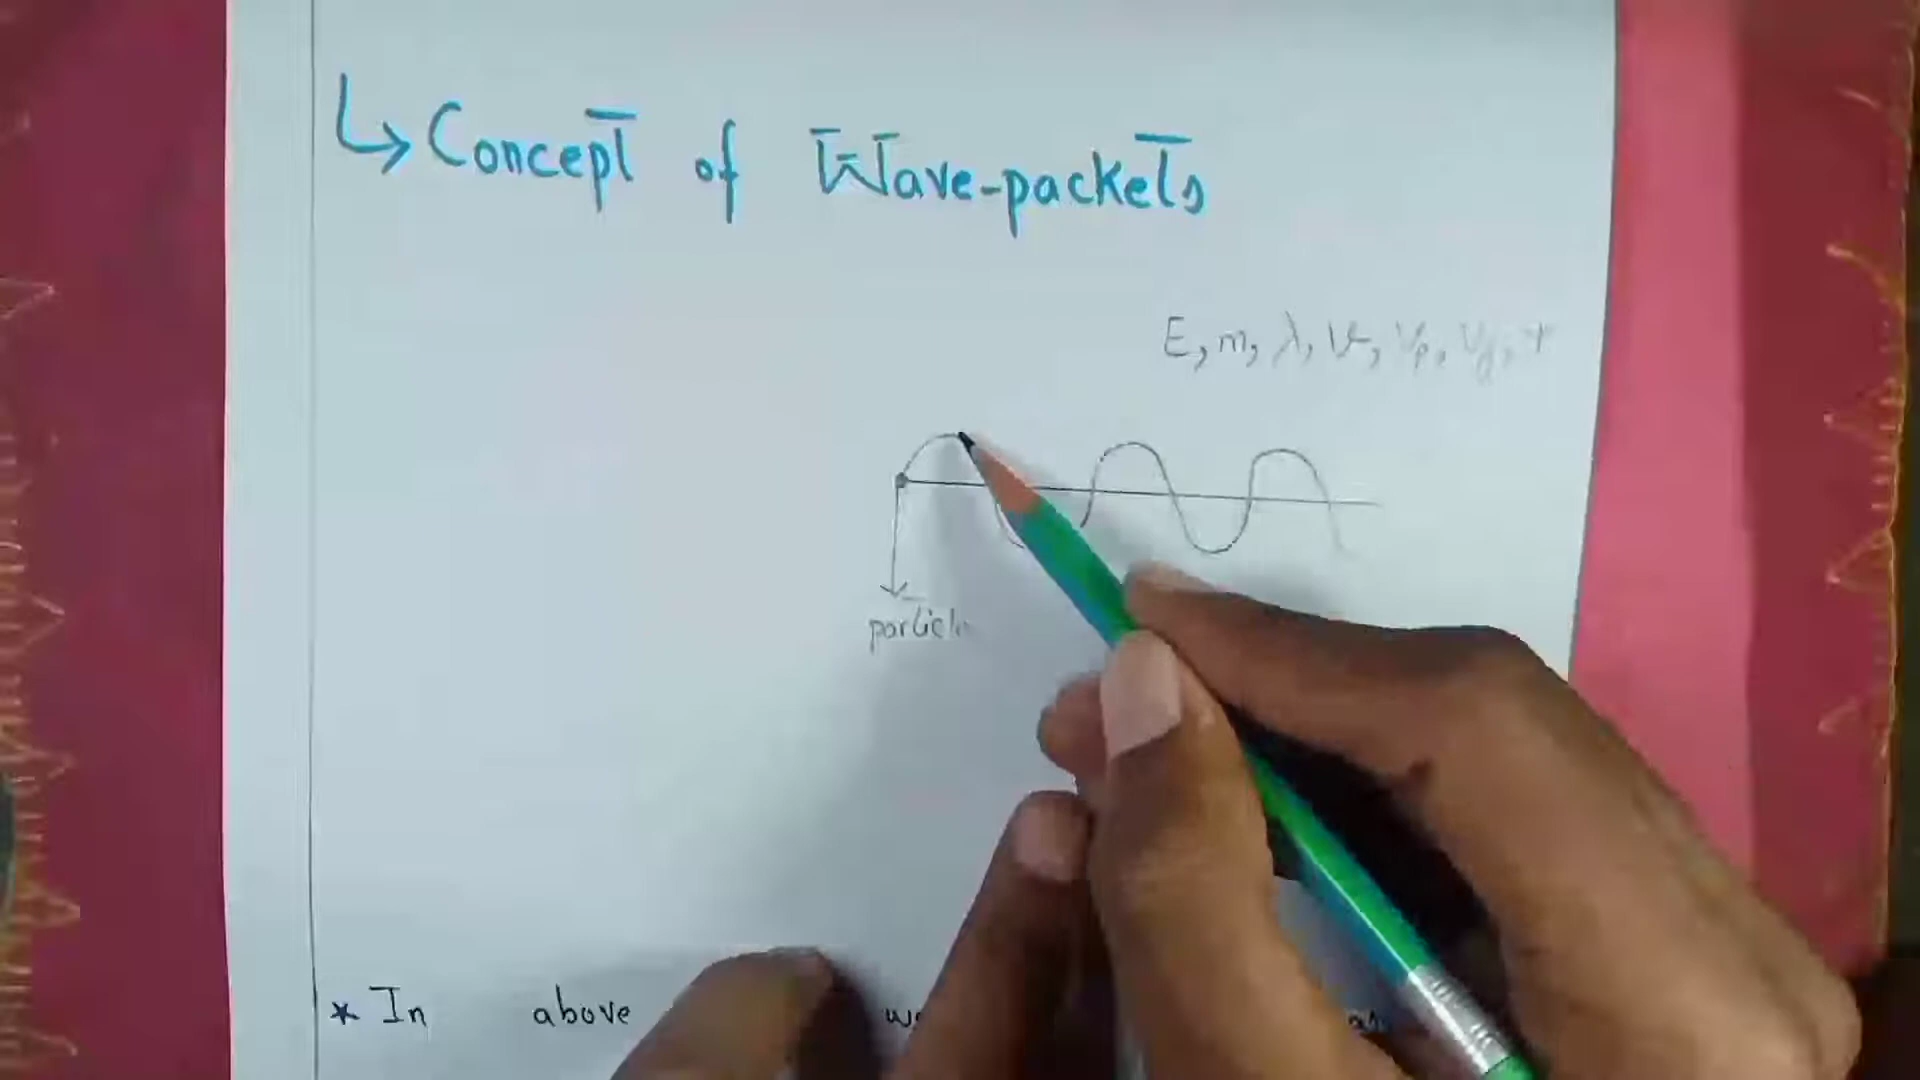 ↳ Concept of Wave-packets
E, m, λ, ν, Vp, Vg, 
particle
* In above